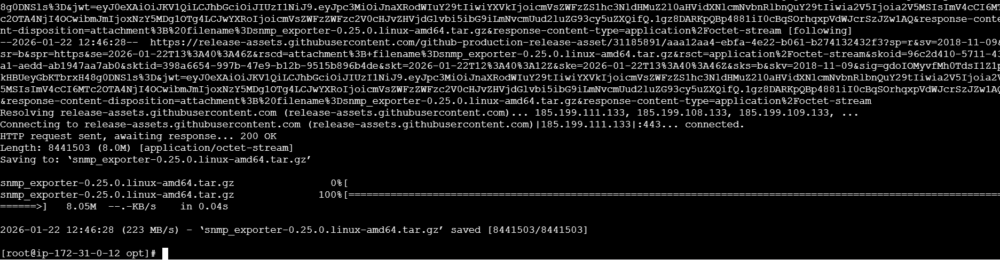 8g0DNSls%3D&jwt=eyJ0eXAiOiJKV1QiLCJhbGciOiJIUzI1NiJ9.eyJpc3MiOiJnaXRodWIuY29tIiwiYXVkIjoicmVsZWFzZS1hc3NldHMuZ2l0aHVidXNlcmNvbnRlbnQuY29tIiwia2V5Ijoia2V5MSIsImV4cCI6MT
c2OTA4NjI4OCwibmJmIjoxNzY5MDg1OTg4LCJwYXRoIjoicmVsZWFzZWFzc2V0cHJvZHVjdGlvbi5ibG9iLmNvcmUud2luZG93cy5uZXQifQ.1gz8DARKpQBp4881iI0cBqSOrhqxpVdWJcrSzJZw1AQ&response-conte
nt-disposition=attachment%3B%20filename%3Dsnmp_exporter-0.25.0.linux-amd64.tar.gz&response-content-type=application%2Foctet-stream [following]
--2026-01-22 12:46:28--  https://release-assets.githubusercontent.com/github-production-release-asset/31185891/aaa12aa4-ebfa-4e22-b061-b274132432f3?sp=r&sv=2018-11-09&
sr=b&spr=https&se=2026-01-22T13%3A40%3A46Z&rscd=attachment%3B+filename%3Dsnmp_exporter-0.25.0.linux-amd64.tar.gz&rsct=application%2Foctet-stream&skoid=96c2d410-5711-43
a1-aedd-ab1947aa7ab0&sktid=398a6654-997b-47e9-b12b-9515b896b4de&skt=2026-01-22T12%3A40%3A12Z&ske=2026-01-22T13%3A40%3A46Z&sks=b&skv=2018-11-09&sig=gdoIOMyvfMh0TdsI1Z1p
kHBUeyGbKTbrxH48g0DNSls%3D&jwt=eyJ0eXAiOiJKV1QiLCJhbGciOiJIUzI1NiJ9.eyJpc3MiOiJnaXRodWIuY29tIiwiYXVkIjoicmVsZWFzZS1hc3NldHMuZ2l0aHVidXNlcmNvbnRlbnQuY29tIiwia2V5Ijoia2V
5MSIsImV4cCI6MTc2OTA4NjI4OCwibmJmIjoxNzY5MDg1OTg4LCJwYXRoIjoicmVsZWFzZWFzc2V0cHJvZHVjdGlvbi5ibG9iLmNvcmUud2luZG93cy5uZXQifQ.1gz8DARKpQBp4881iI0cBqSOrhqxpVdWJcrSzJZw1AQ
&response-content-disposition=attachment%3B%20filename%3Dsnmp_exporter-0.25.0.linux-amd64.tar.gz&response-content-type=application%2Foctet-stream
Resolving release-assets.githubusercontent.com (release-assets.githubusercontent.com)... 185.199.111.133, 185.199.108.133, 185.199.109.133, ...
Connecting to release-assets.githubusercontent.com (release-assets.githubusercontent.com)|185.199.111.133|:443... connected.
HTTP request sent, awaiting response... 200 OK
Length: 8441503 (8.0M) [application/octet-stream]
Saving to: ‘snmp_exporter-0.25.0.linux-amd64.tar.gz’
snmp_exporter-0.25.0.linux-amd64.tar.gz                0%[
snmp_exporter-0.25.0.linux-amd64.tar.gz              100%[=============================================================================================================
======>]   8.05M  --.-KB/s    in 0.04s
2026-01-22 12:46:28 (223 MB/s) - ‘snmp_exporter-0.25.0.linux-amd64.tar.gz’ saved [8441503/8441503]
[root@ip-172-31-0-12 opt]#